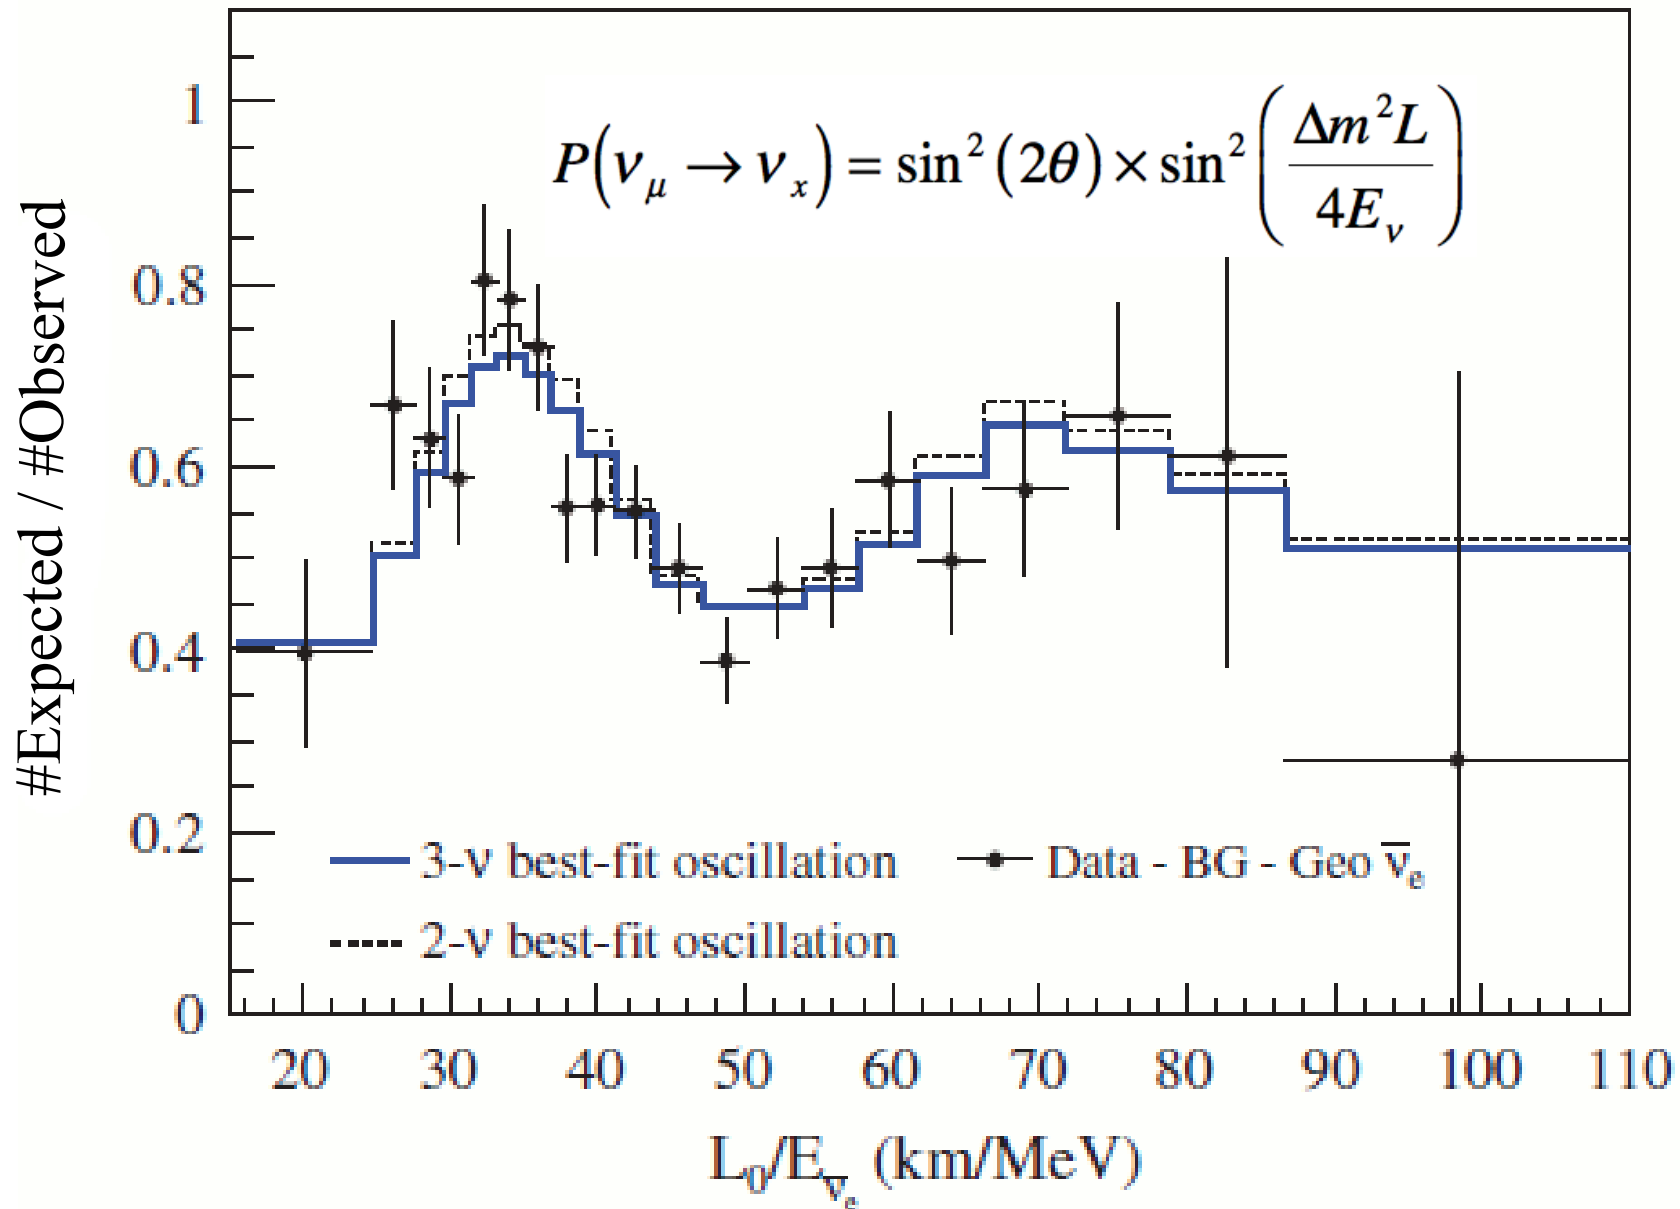 #Expected / #Observed
1
0.8
0.6
0.4
0.2
0
P(ν_μ → ν_x) = sin²(2θ) × sin²(Δm²L / 4E_ν)
3-ν best-fit oscillation
2-ν best-fit oscillation
Data - BG - Geo ν̅_e
20 30 40 50 60 70 80 90 100 110
L_0/E_ν̅_e (km/MeV)